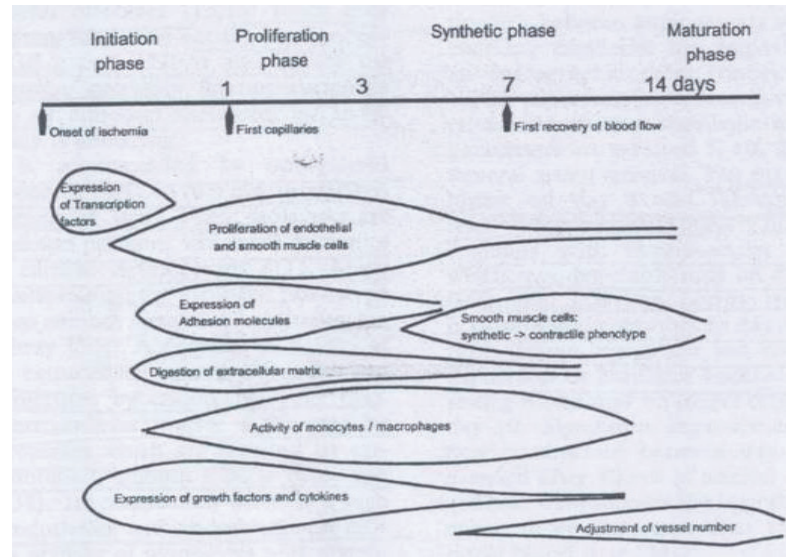 Initiation
phase
Proliferation
phase
Synthetic phase
Maturation
phase
1
3
7
14 days
Onset of ischemia
First capillaries
First recovery of blood flow
Expression
of Transcription
factors
Proliferation of endothelial
and smooth muscle cells
Expression of
Adhesion molecules
Smooth muscle cells:
synthetic -> contractile phenotype
Digestion of extracellular matrix
Activity of monocytes / macrophages
Expression of growth factors and cytokines
Adjustment of vessel number